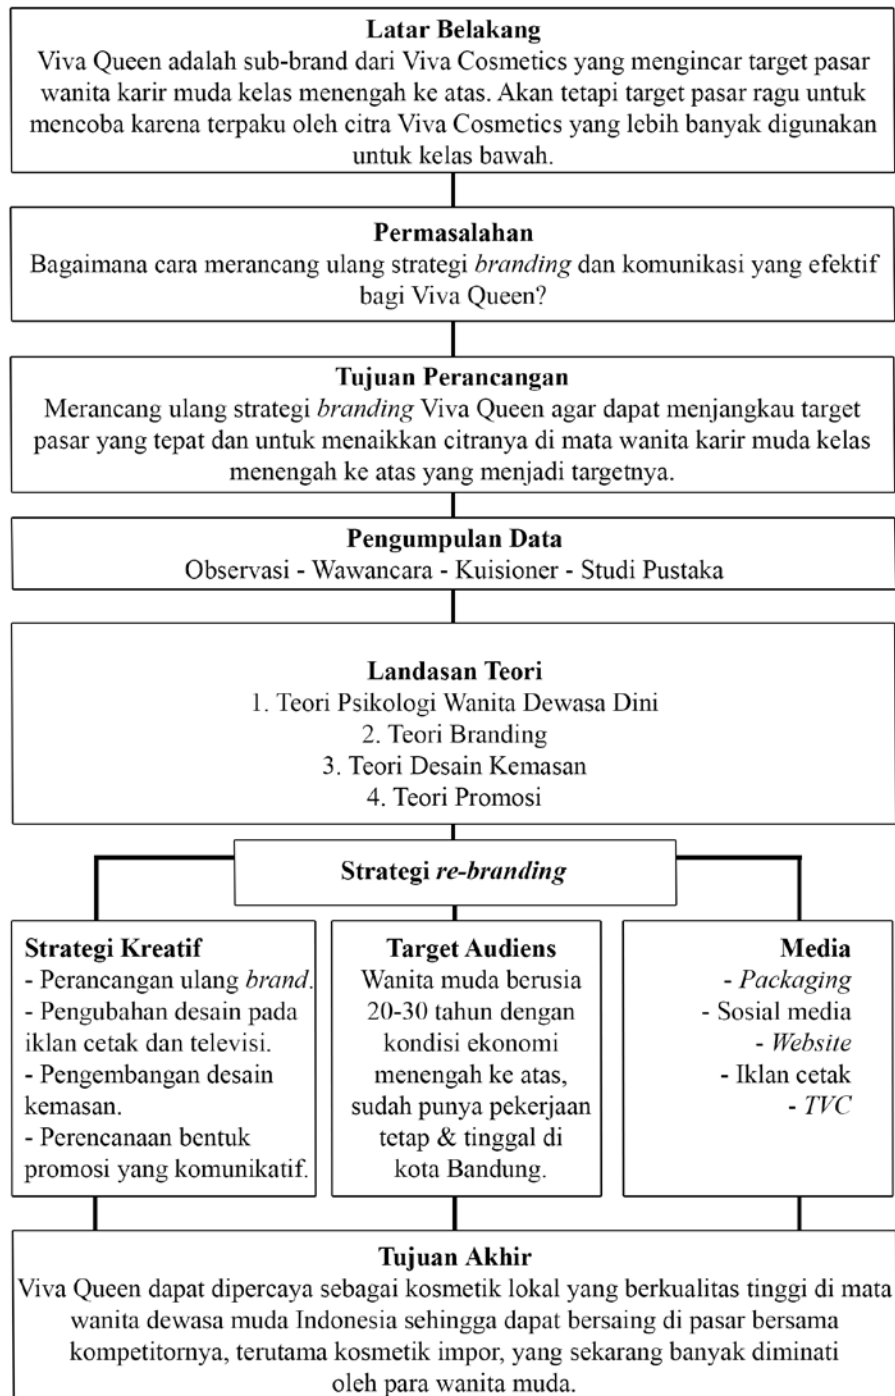 Latar Belakang
Viva Queen adalah sub-brand dari Viva Cosmetics yang mengincar target pasar
wanita karir muda kelas menengah ke atas. Akan tetapi target pasar ragu untuk
mencoba karena terpaku oleh citra Viva Cosmetics yang lebih banyak digunakan
untuk kelas bawah.
Permasalahan
Bagaimana cara merancang ulang strategi branding dan komunikasi yang efektif
bagi Viva Queen?
Tujuan Perancangan
Merancang ulang strategi branding Viva Queen agar dapat menjangkau target
pasar yang tepat dan untuk menaikkan citranya di mata wanita karir muda kelas
menengah ke atas yang menjadi targetnya.
Pengumpulan Data
Observasi - Wawancara - Kuisioner - Studi Pustaka
Landasan Teori
1. Teori Psikologi Wanita Dewasa Dini
2. Teori Branding
3. Teori Desain Kemasan
4. Teori Promosi
Strategi re-branding
Strategi Kreatif
- Perancangan ulang brand.
- Pengubahan desain pada
iklan cetak dan televisi.
- Pengembangan desain
kemasan.
- Perencanaan bentuk
promosi yang komunikatif.
Target Audiens
Wanita muda berusia
20-30 tahun dengan
kondisi ekonomi
menengah ke atas,
sudah punya pekerjaan
tetap & tinggal di
kota Bandung.
Media
- Packaging
- Sosial media
- Website
- Iklan cetak
- TVC
Tujuan Akhir
Viva Queen dapat dipercaya sebagai kosmetik lokal yang berkualitas tinggi di mata
wanita dewasa muda Indonesia sehingga dapat bersaing di pasar bersama
kompetitornya, terutama kosmetik impor, yang sekarang banyak diminati
oleh para wanita muda.